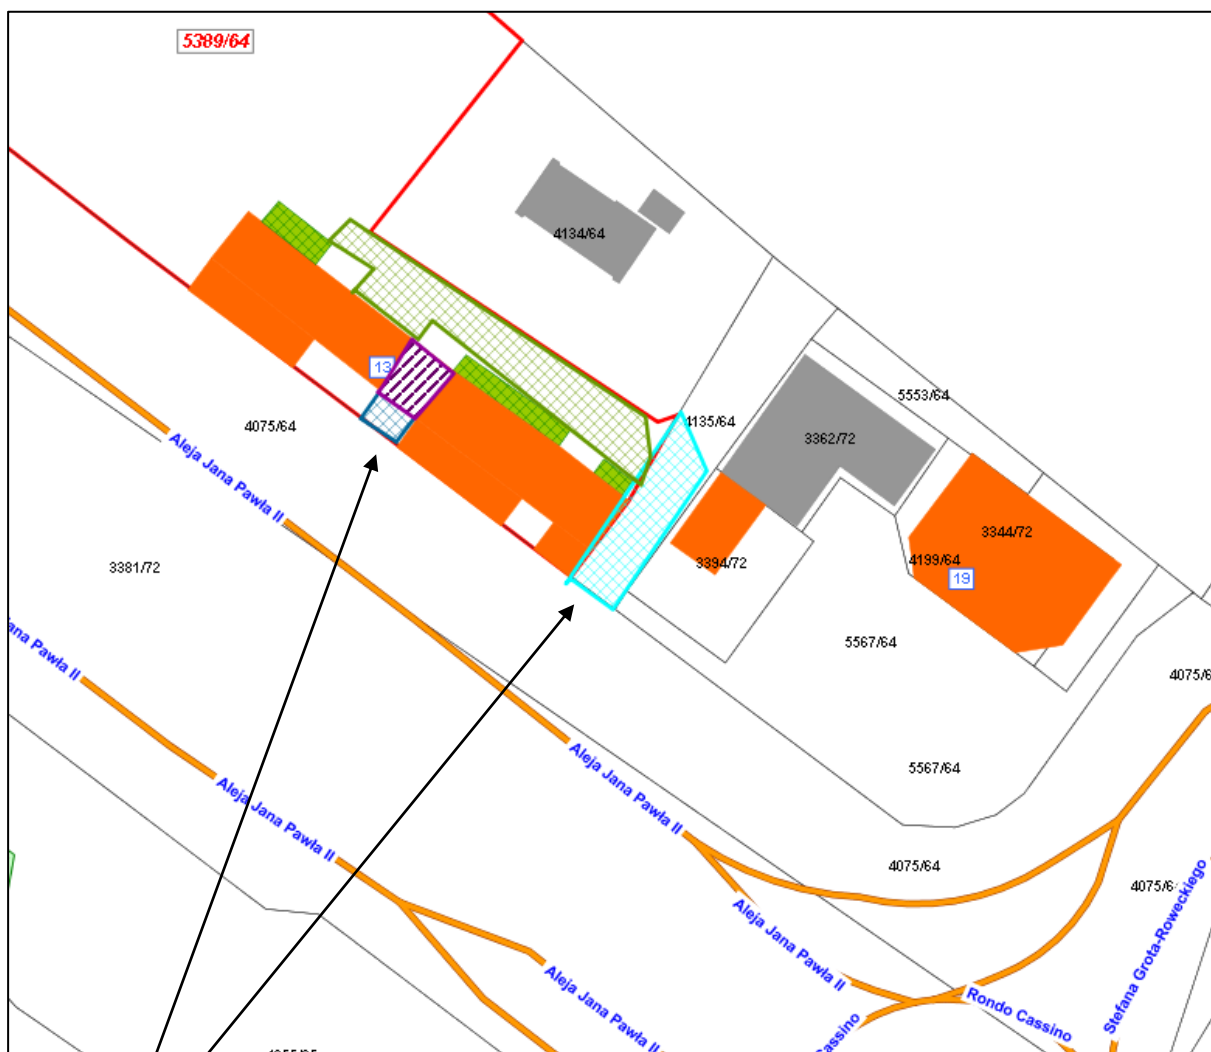 5389/64
4134/64
13
5553/64
4135/64
4075/64
3362/72
Aleja Jana Pawła II
3344/72
4199/64
3394/72
19
3381/72
5567/64
Jana Pawła II
4075/6
Aleja Jana Pawła II
5567/64
Aleja Jana Pawła II
4075/64
4075/6
Stefana Grota-Roweckiego
Aleja Jana Pawła II
Aleja Jana Pawła II
Rondo Cassino
Cassino